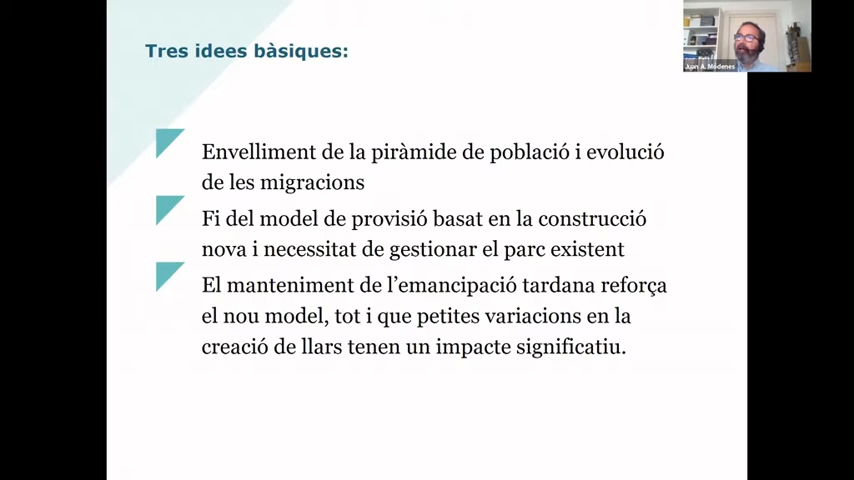 Tres idees bàsiques:
Juan A. Módenes
Envelliment de la piràmide de població i evolució
de les migracions
Fi del model de provisió basat en la construcció
nova i necessitat de gestionar el parc existent
El manteniment de l’emancipació tardana reforça
el nou model, tot i que petites variacions en la
creació de llars tenen un impacte significatiu.